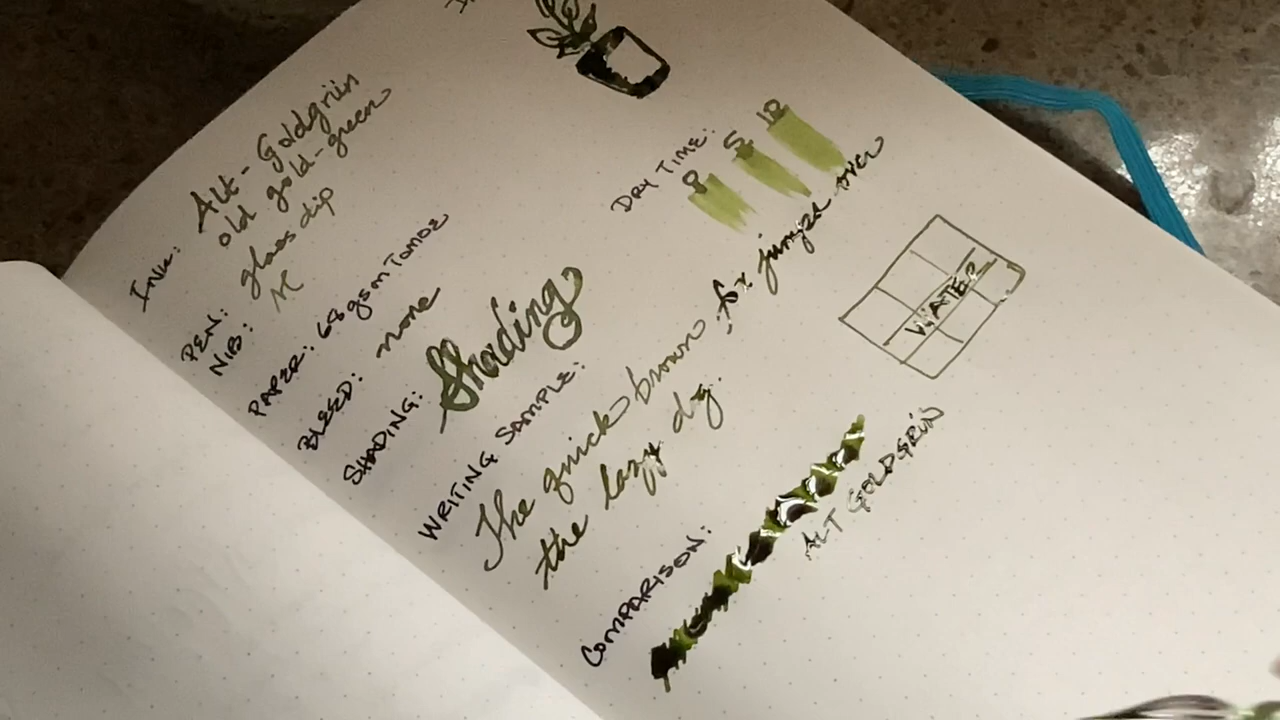 Ink: Alt-Goldgrün
old gold-green
PEN: glass dip
NIB: M
PAPER: 68gsm TOMOE
BLEED: none
SHADING: Shading
WRITING SAMPLE:
The quick brown fox jumped over
the lazy dog.
COMPARISON:
ALT GOLDGRÜN
DRY TIME: 8 5 10
WATER